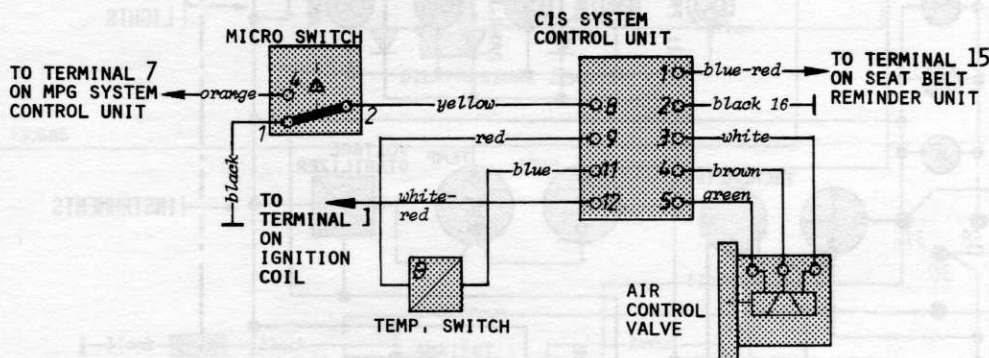 CIS SYSTEM
CONTROL UNIT
MICRO SWITCH
TO TERMINAL 7
ON MPG SYSTEM
CONTROL UNIT
orange
4
1
2
yellow
red
blue
white-
red
black
8
9
11
12
1
2
3
4
5
blue-red
black 16
white
brown
green
TO TERMINAL 15
ON SEAT BELT
REMINDER UNIT
TO
TERMINAL 1
ON
IGNITION
COIL
TEMP. SWITCH
AIR
CONTROL
VALVE
LIGHTS
INSTRUMENTS